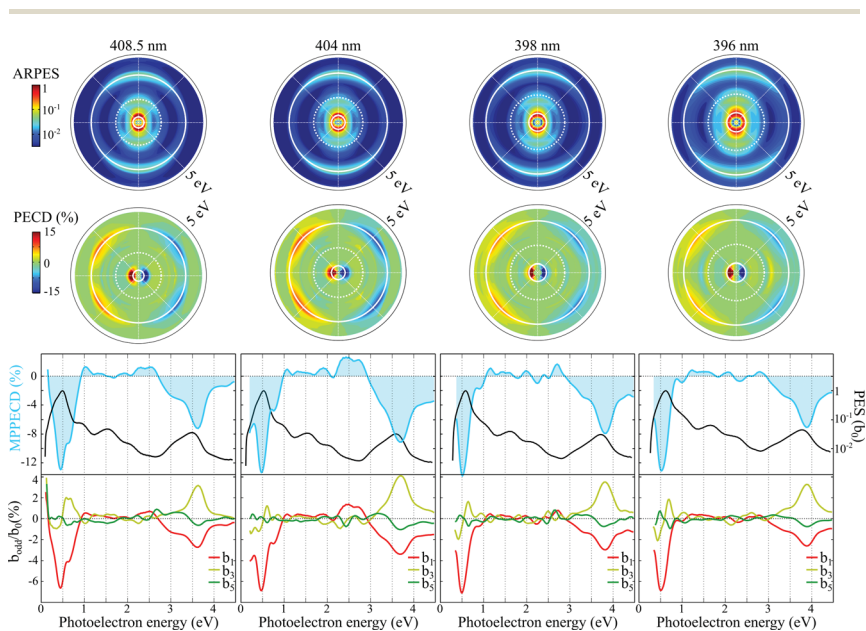 408.5 nm 404 nm 398 nm 396 nm
ARPES
1
10-1
10-2
5 eV 5 eV 5 eV 5 eV
PECD (%)
15
0
-15
5 eV 5 eV 5 eV 5 eV
MPPECD (%)
0
-4
-8
-12
PES (b0)
1
10-1
10-2
bodd/b0(%)
4
2
0
-2
-4
-6
b1 b1 b1 b1
b3 b3 b3 b3
b5 b5 b5 b5
0 1 2 3 4 0 1 2 3 4 0 1 2 3 4 0 1 2 3 4
Photoelectron energy (eV) Photoelectron energy (eV) Photoelectron energy (eV) Photoelectron energy (eV)